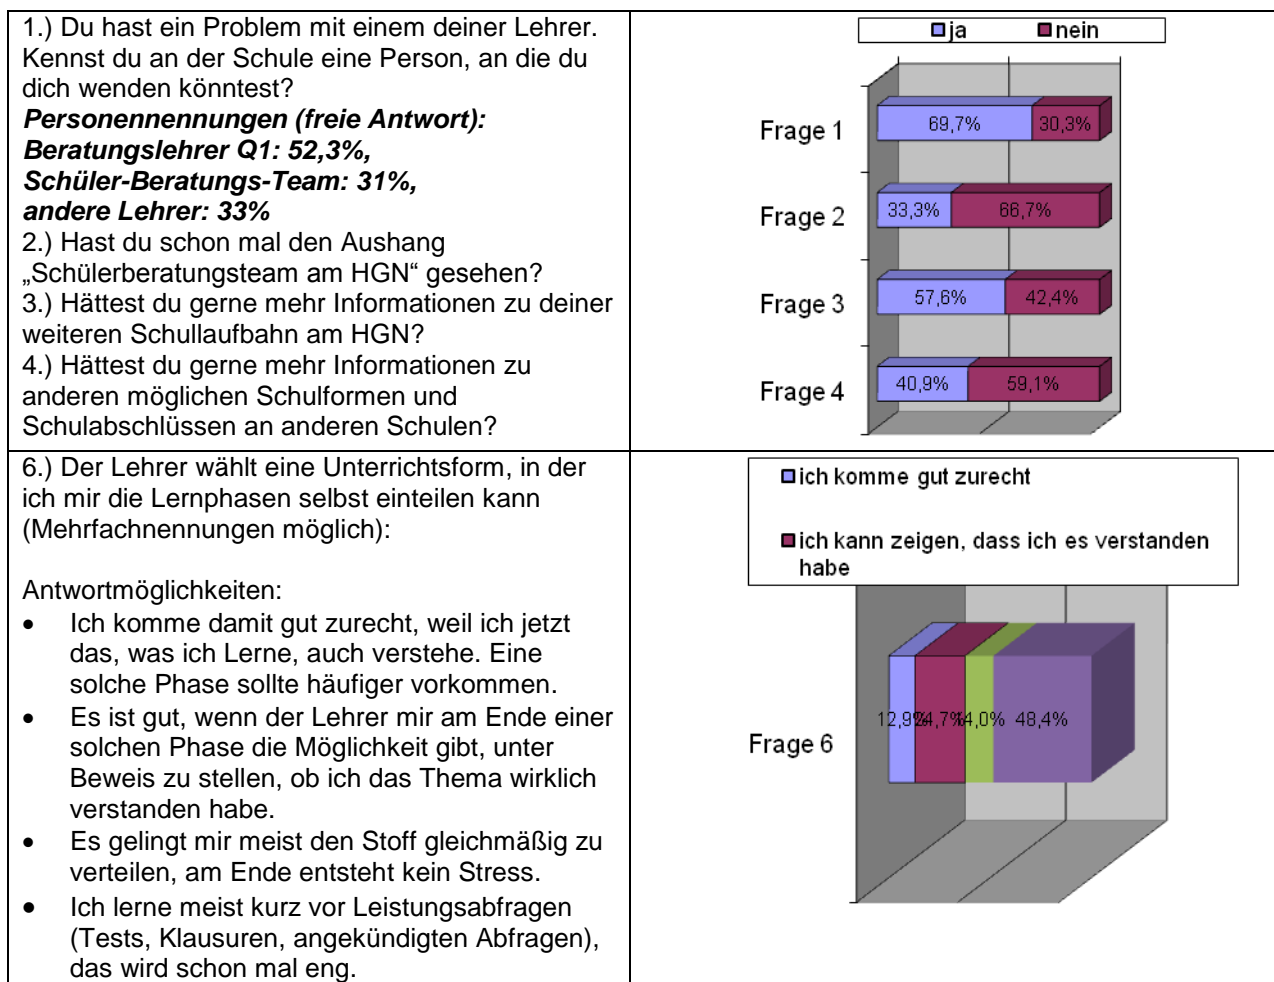 1.) Du hast ein Problem mit einem deiner Lehrer.
Kennst du an der Schule eine Person, an die du
dich wenden könntest?
Personennennungen (freie Antwort):
Beratungslehrer Q1: 52,3%,
Schüler-Beratungs-Team: 31%,
andere Lehrer: 33%
2.) Hast du schon mal den Aushang
„Schülerberatungsteam am HGN“ gesehen?
3.) Hättest du gerne mehr Informationen zu deiner
weiteren Schullaufbahn am HGN?
4.) Hättest du gerne mehr Informationen zu
anderen möglichen Schulformen und
Schulabschlüssen an anderen Schulen?
ja nein
Frage 1 69,7% 30,3%
Frage 2 33,3% 66,7%
Frage 3 57,6% 42,4%
Frage 4 40,9% 59,1%
6.) Der Lehrer wählt eine Unterrichtsform, in der
ich mir die Lernphasen selbst einteilen kann
(Mehrfachnennungen möglich):
Antwortmöglichkeiten:
• Ich komme damit gut zurecht, weil ich jetzt
das, was ich Lerne, auch verstehe. Eine
solche Phase sollte häufiger vorkommen.
• Es ist gut, wenn der Lehrer mir am Ende einer
solchen Phase die Möglichkeit gibt, unter
Beweis zu stellen, ob ich das Thema wirklich
verstanden habe.
• Es gelingt mir meist den Stoff gleichmäßig zu
verteilen, am Ende entsteht kein Stress.
• Ich lerne meist kurz vor Leistungsabfragen
(Tests, Klausuren, angekündigten Abfragen),
das wird schon mal eng.
ich komme gut zurecht
ich kann zeigen, dass ich es verstanden
habe
Frage 6 12,9% 24,7% 14,0% 48,4%